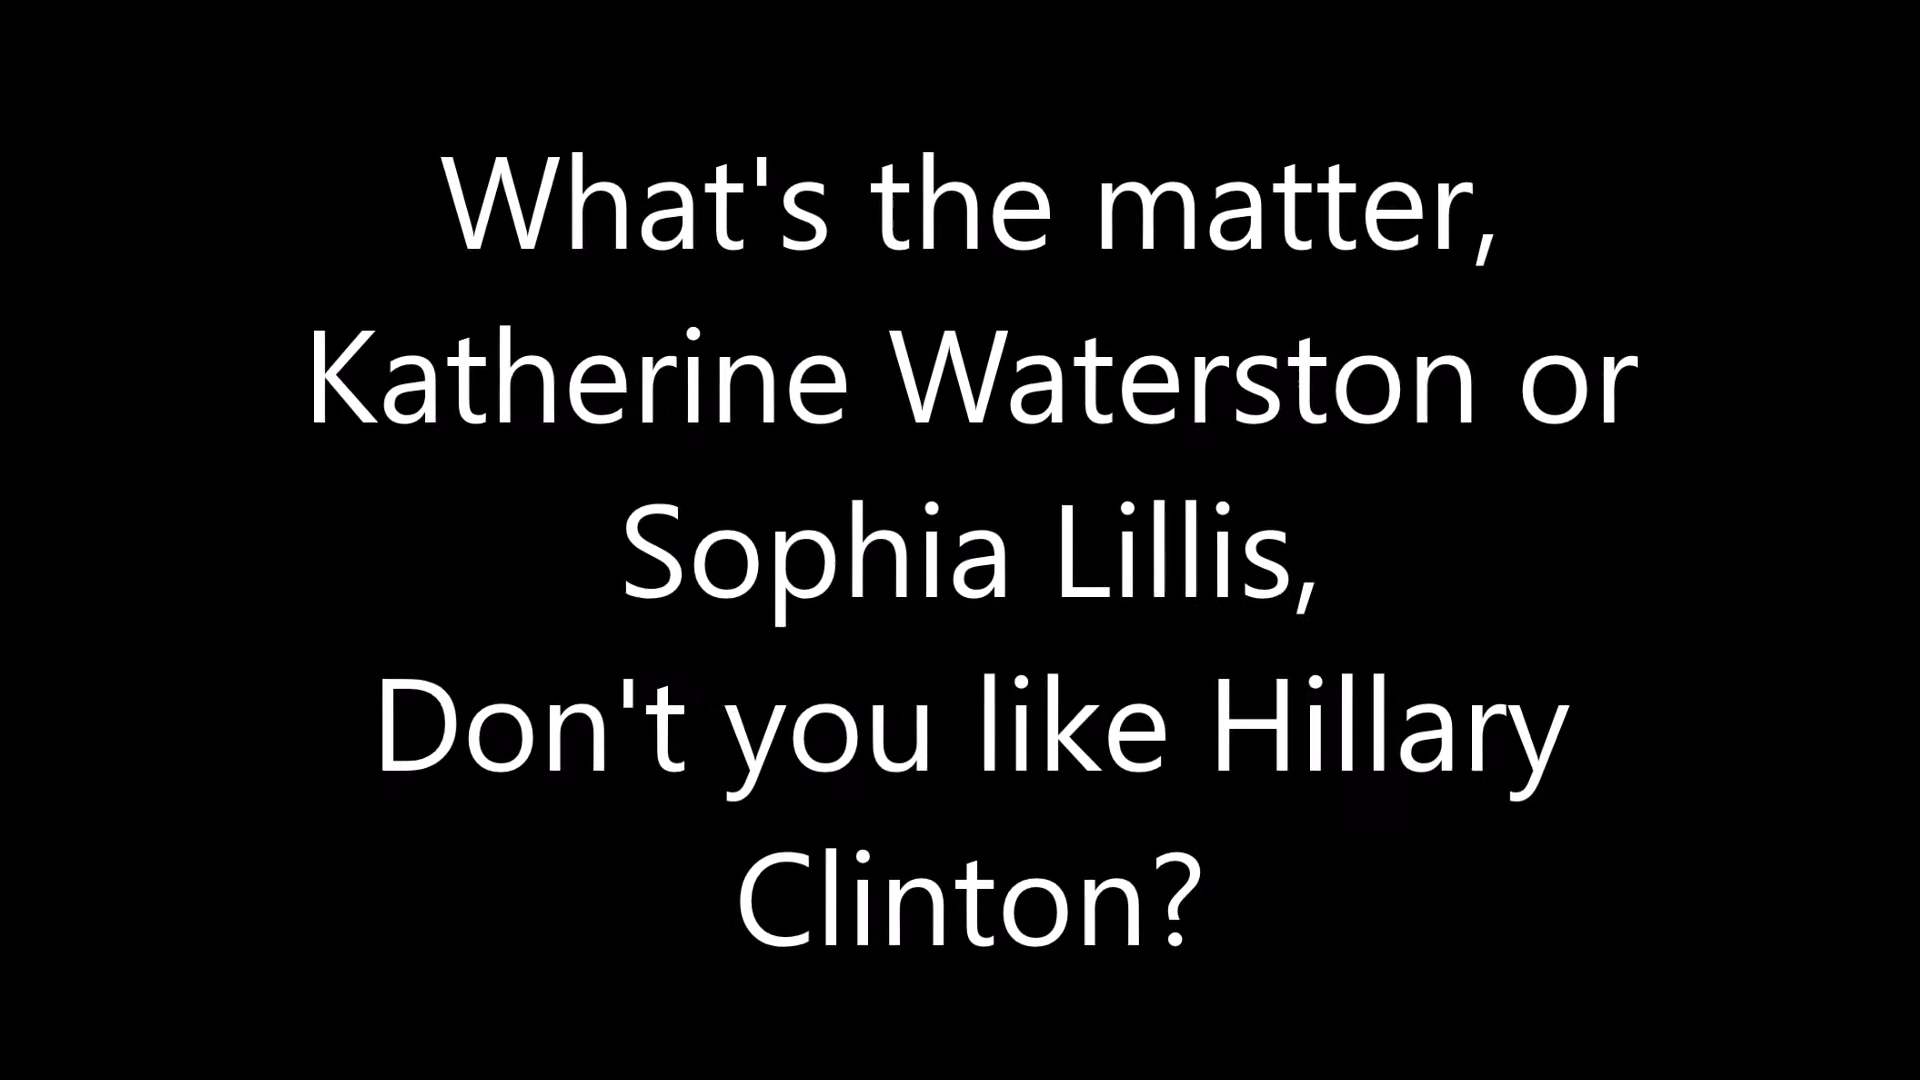 What's the matter,
Katherine Waterston or
Sophia Lillis,
Don't you like Hillary
Clinton?